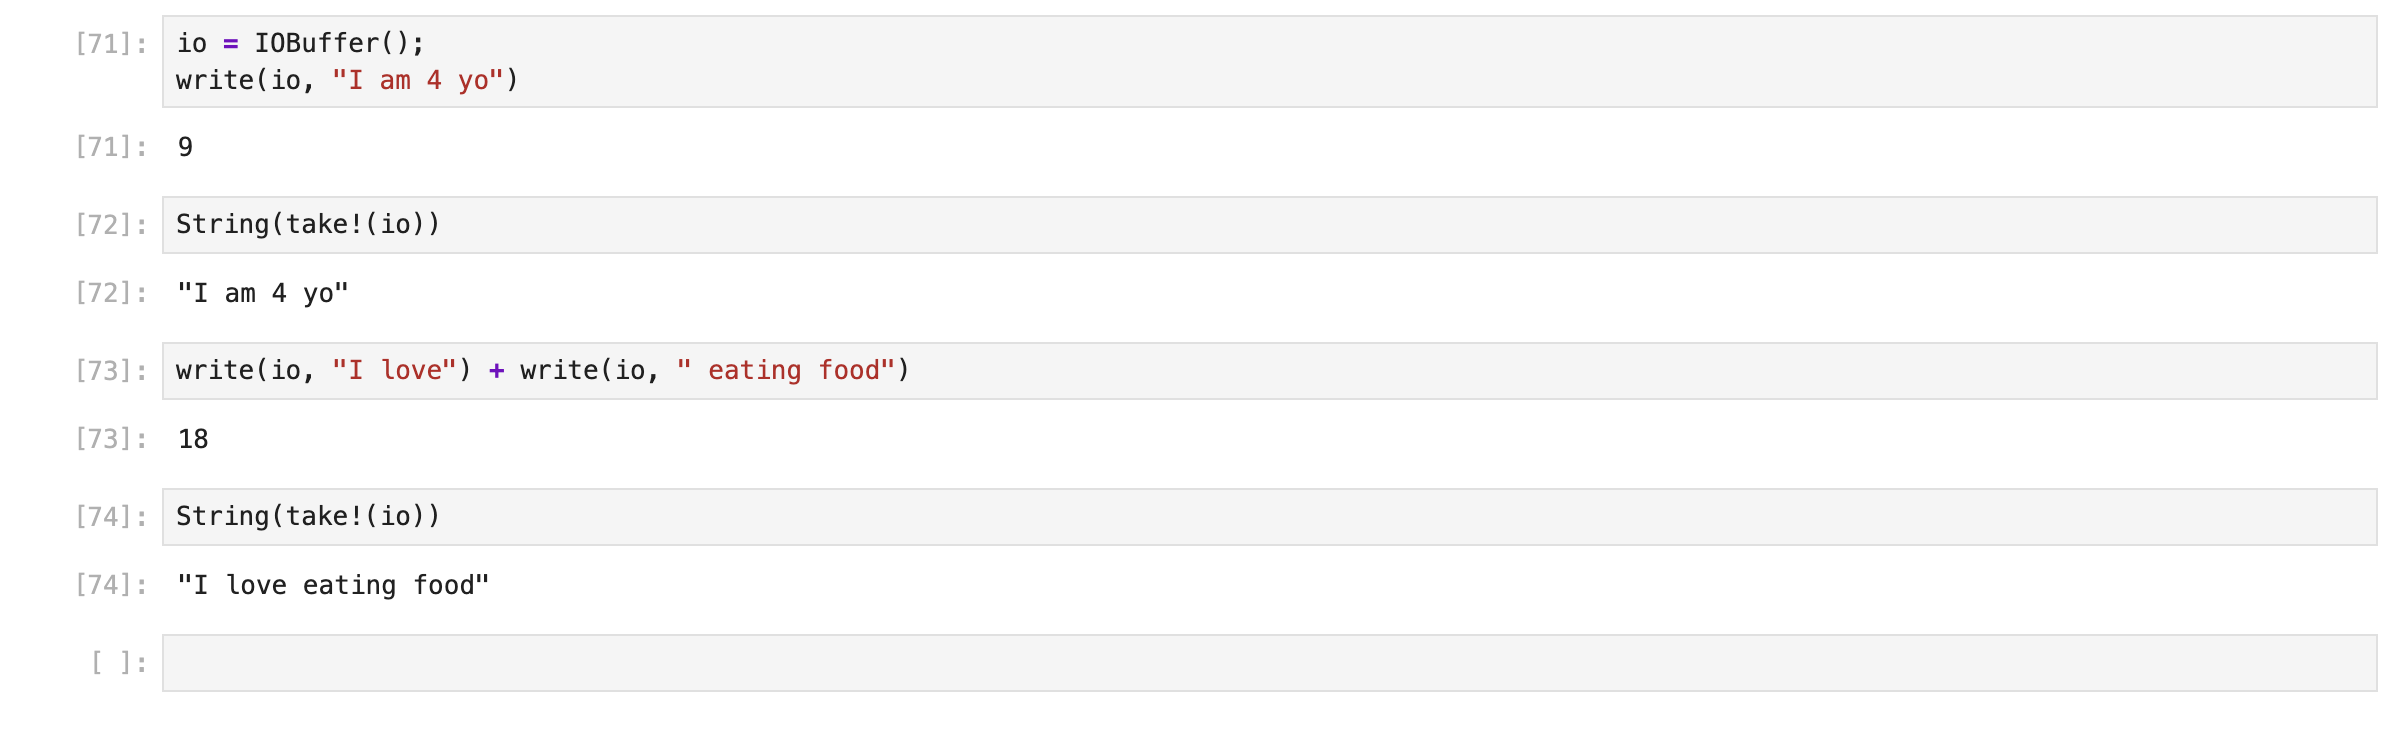 [71]: io = IOBuffer();
write(io, "I am 4 yo")
[71]: 9
[72]: String(take!(io))
[72]: "I am 4 yo"
[73]: write(io, "I love") + write(io, " eating food")
[73]: 18
[74]: String(take!(io))
[74]: "I love eating food"
[ ]: